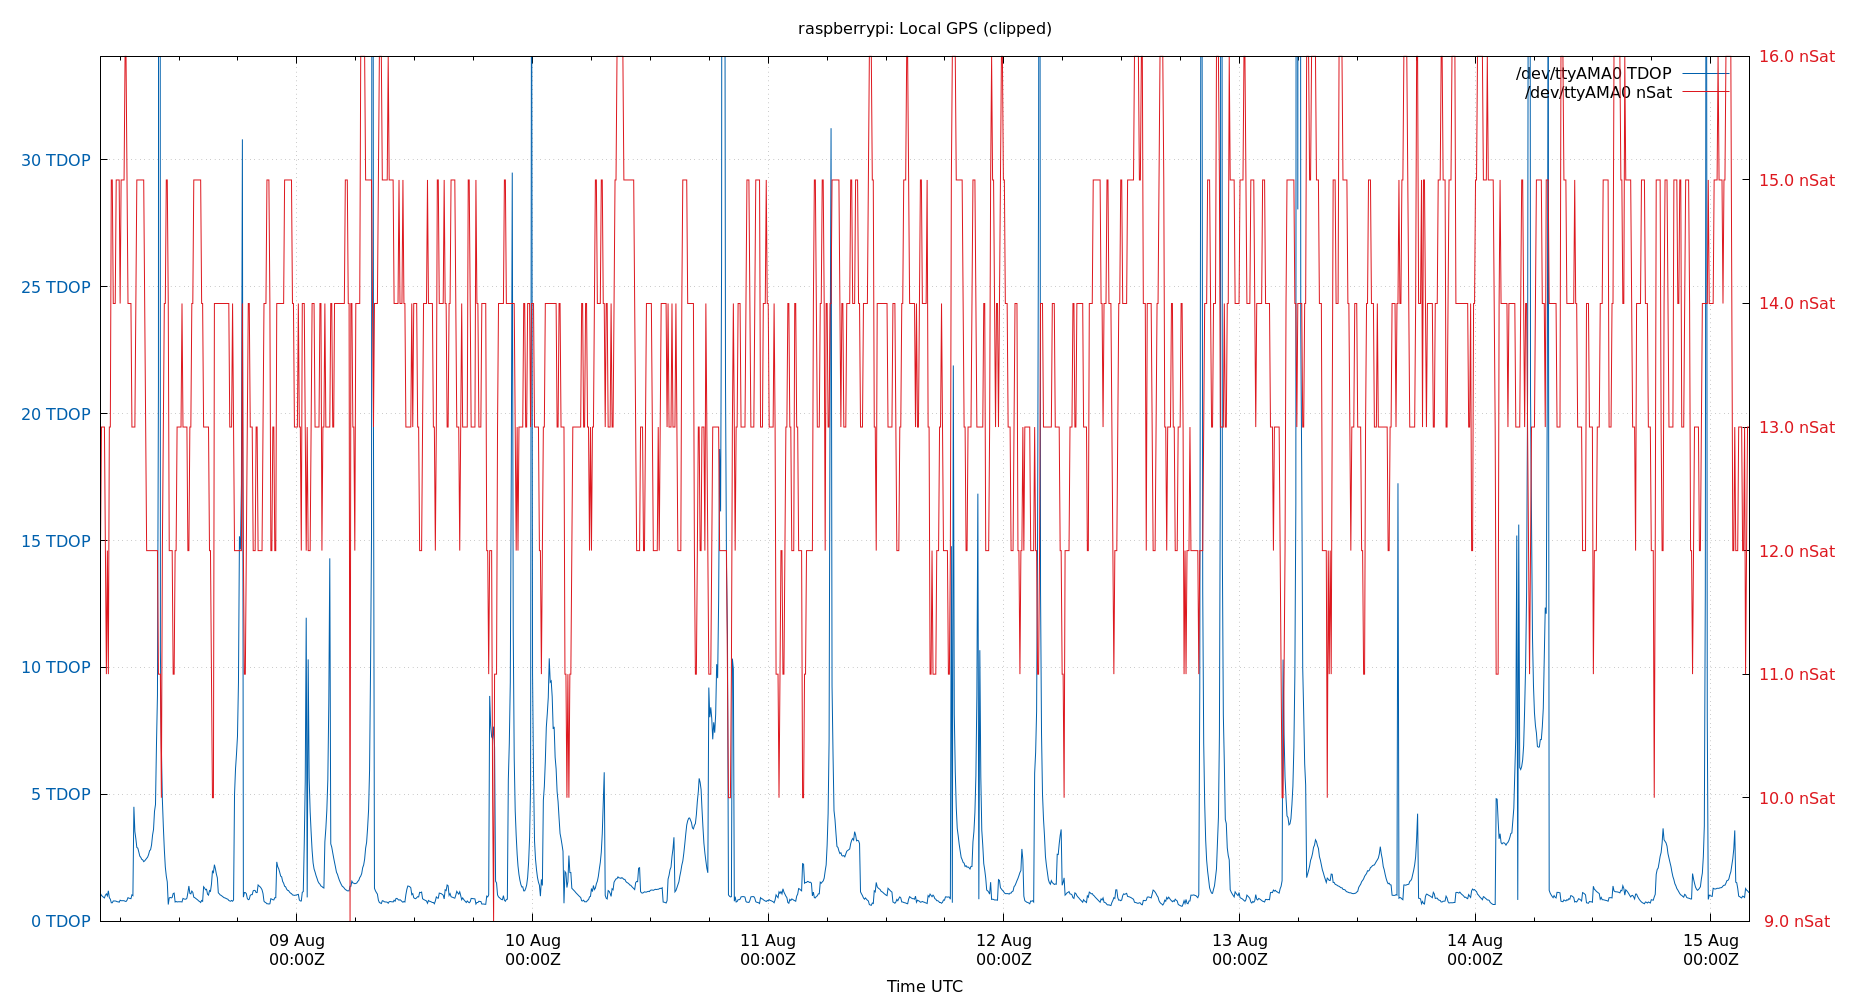 raspberrypi: Local GPS (clipped)
/dev/ttyAMA0 TDOP
/dev/ttyAMA0 nSat
30 TDOP
25 TDOP
20 TDOP
15 TDOP
10 TDOP
5 TDOP
0 TDOP
16.0 nSat
15.0 nSat
14.0 nSat
13.0 nSat
12.0 nSat
11.0 nSat
10.0 nSat
9.0 nSat
09 Aug
00:00Z
10 Aug
00:00Z
11 Aug
00:00Z
12 Aug
00:00Z
13 Aug
00:00Z
14 Aug
00:00Z
15 Aug
00:00Z
Time UTC